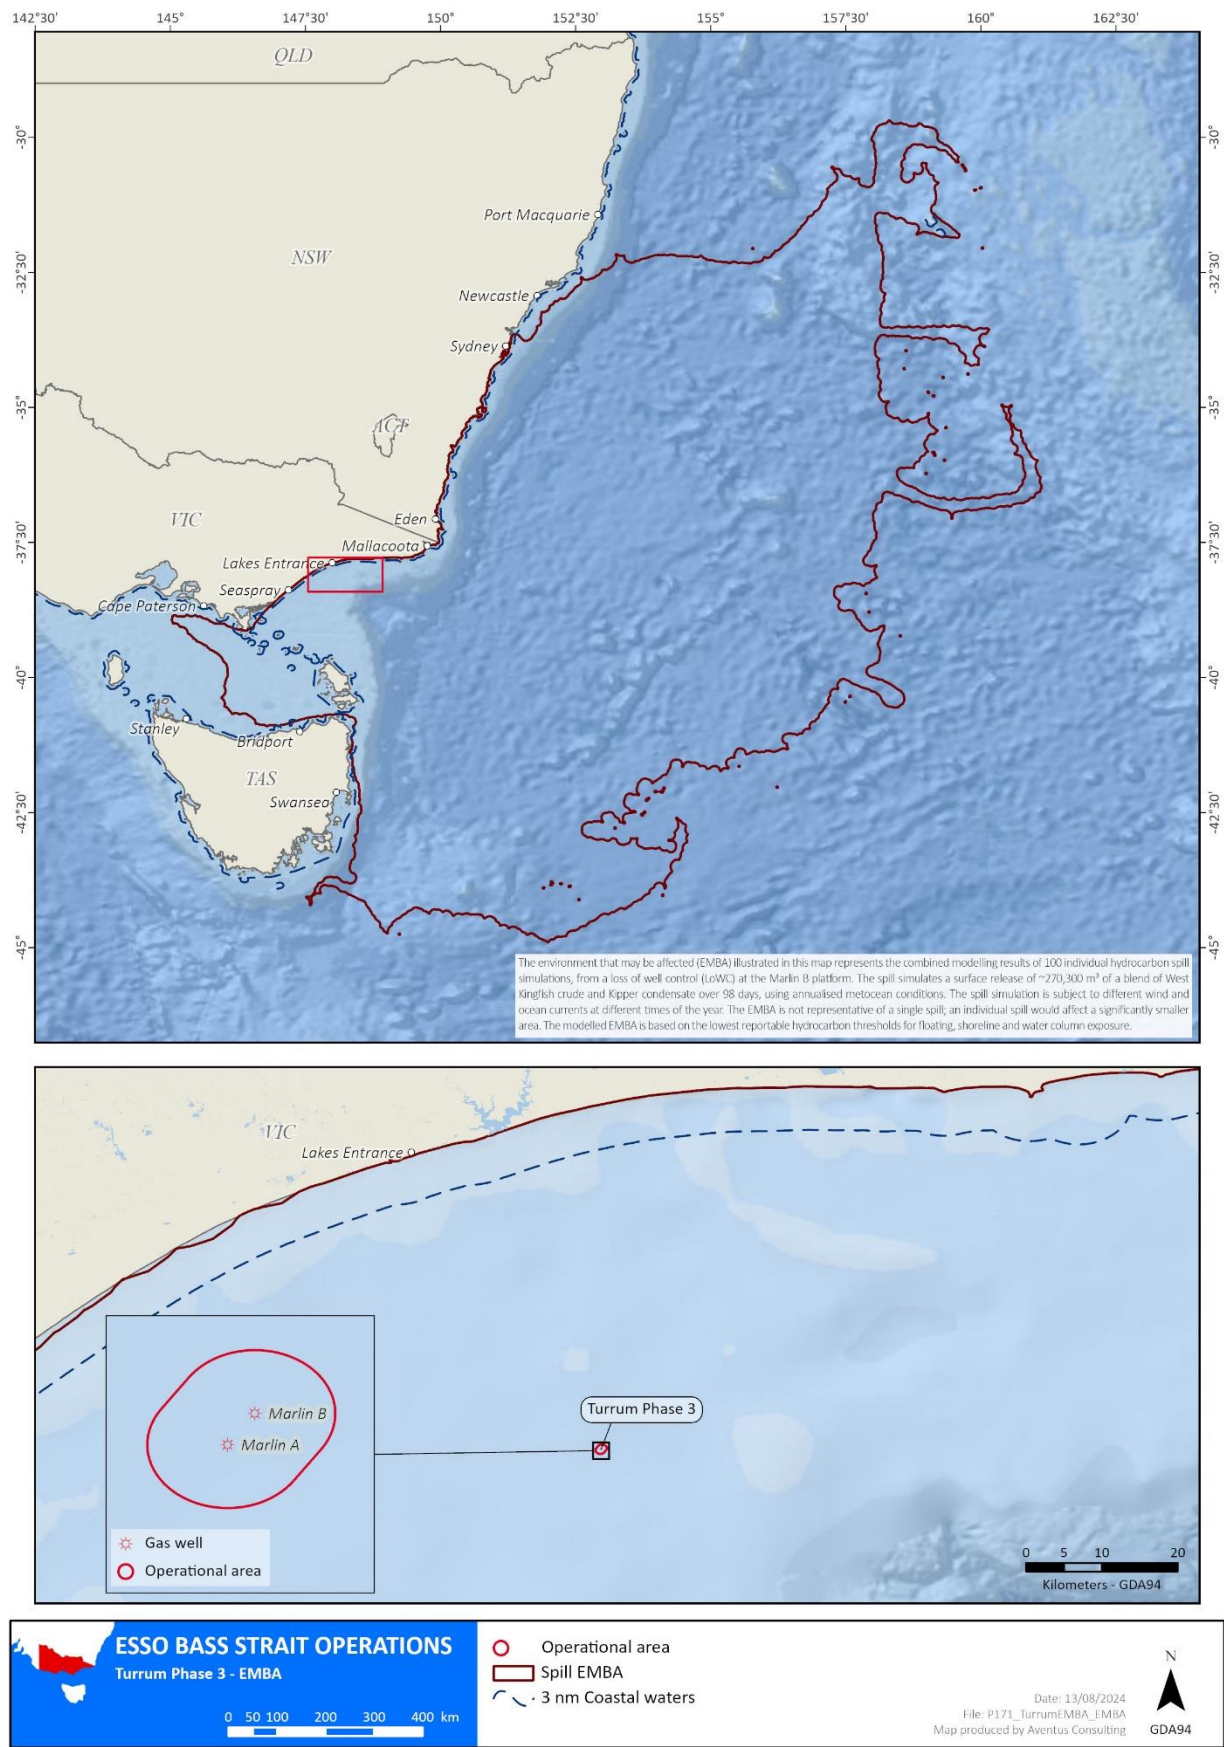 142°30'
145°
147°30'
150°
152°30'
155°
157°30'
160°
162°30'
QLD
-30°
-30°
Port Macquarie
NSW
-32°30'
-32°30'
Newcastle
Sydney
-35°
-35°
ACT
VIC
Eden
Mallacoota
-37°30'
-37°30'
Lakes Entrance
Seaspray
Cape Paterson
-40°
-40°
Stanley
Bridport
TAS
Swansea
-42°30'
-42°30'
-45°
-45°
The environment that may be affected (EMBA) illustrated in this map represents the combined modelling results of 100 individual hydrocarbon spill
simulations, from a loss of well control (LoWC) at the Marlin B platform. The spill simulates a surface release of ~270,300 m³ of a blend of West
Kingfish crude and Kipper condensate over 98 days, using annualised metocean conditions. The spill simulation is subject to different wind and
ocean currents at different times of the year. The EMBA is not representative of a single spill; an individual spill would affect a significantly smaller
area. The modelled EMBA is based on the lowest reportable hydrocarbon thresholds for floating, shoreline and water column exposure.
VIC
Lakes Entrance
Turrum Phase 3
Marlin B
Marlin A
Gas well
Operational area
0 5 10 20
Kilometers - GDA94
ESSO BASS STRAIT OPERATIONS
Turrum Phase 3 - EMBA
0 50 100 200 300 400 km
Operational area
Spill EMBA
3 nm Coastal waters
Date: 13/08/2024
File: P171_TurrumEMBA_EMBA
Map produced by Aventus Consulting
N
GDA94